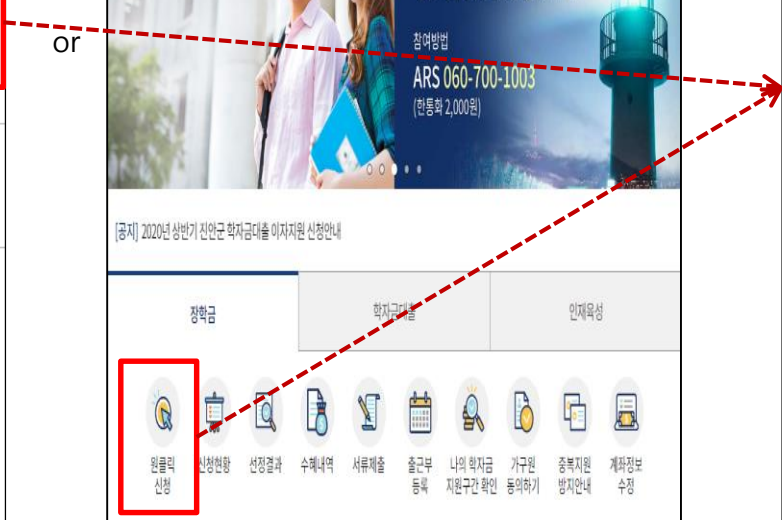 or
참여방법
ARS 060-700-1003
(한통화 2,000원)
[공지] 2020년 상반기 진안군 학자금대출 이자지원 신청안내
장학금
학자금대출
인재육성
원클릭
신청
신청현황
선정결과
수혜내역
서류제출
출근부
등록
나의 학자금
지원구간 확인
가구원
동의하기
중복지원
방지안내
계좌정보
수정